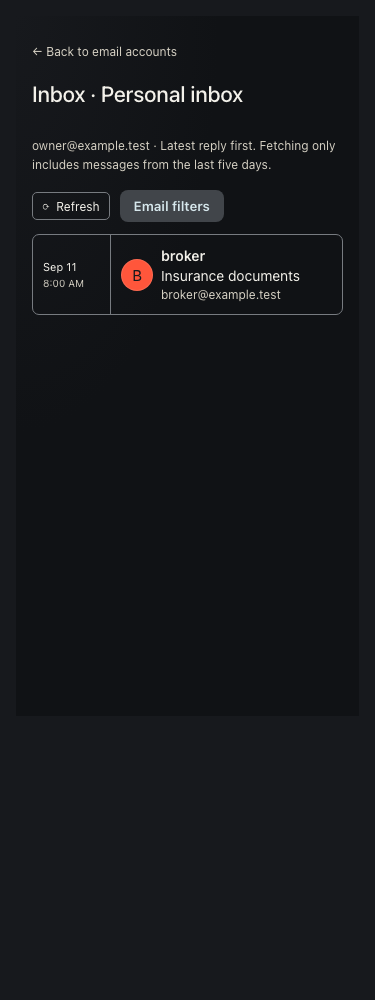 ← Back to email accounts
Inbox · Personal inbox
owner@example.test · Latest reply first. Fetching only
includes messages from the last five days.
⟳ Refresh
Email filters
Sep 11
8:00 AM
B
broker
Insurance documents
broker@example.test